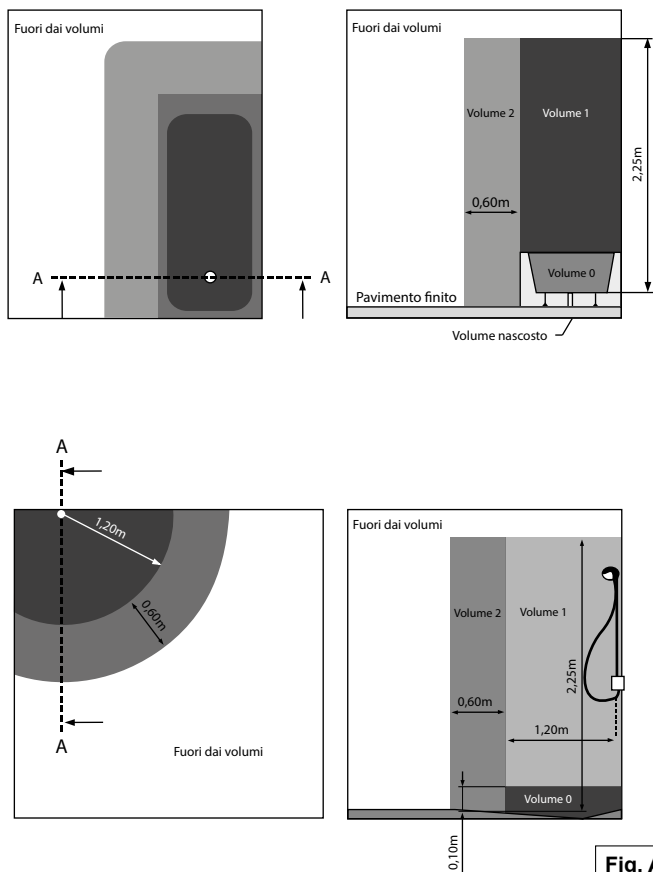 Fuori dai volumi
A
A
Fuori dai volumi
Volume 2
Volume 1
2,25m
0,60m
Volume 0
Pavimento finito
Volume nascosto
A
1,20m
0,60m
A
Fuori dai volumi
Fuori dai volumi
Volume 2
Volume 1
2,25m
0,60m
1,20m
Volume 0
0,10m
Fig. A